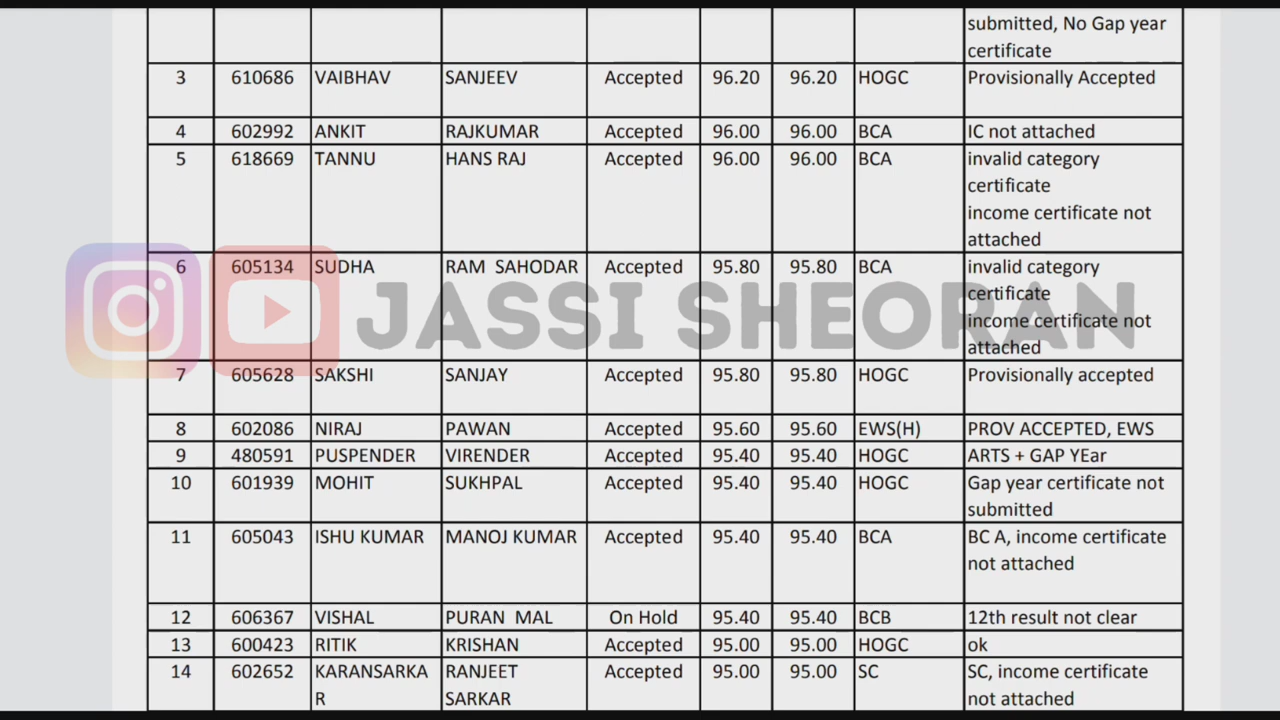 submitted, No Gap year
certificate
3 610686 VAIBHAV SANJEEV Accepted 96.20 96.20 HOGC Provisionally Accepted
4 602992 ANKIT RAJKUMAR Accepted 96.00 96.00 BCA IC not attached
5 618669 TANNU HANS RAJ Accepted 96.00 96.00 BCA invalid category
certificate
income certificate not
attached
6 605134 SUDHA RAM SAHODAR Accepted 95.80 95.80 BCA invalid category
certificate
income certificate not
attached
JASSI SHEORAN
7 605628 SAKSHI SANJAY Accepted 95.80 95.80 HOGC Provisionally accepted
8 602086 NIRAJ PAWAN Accepted 95.60 95.60 EWS(H) PROV ACCEPTED, EWS
9 480591 PUSPENDER VIRENDER Accepted 95.40 95.40 HOGC ARTS + GAP YEar
10 601939 MOHIT SUKHPAL Accepted 95.40 95.40 HOGC Gap year certificate not
submitted
11 605043 ISHU KUMAR MANOJ KUMAR Accepted 95.40 95.40 BCA BC A, income certificate
not attached
12 606367 VISHAL PURAN MAL On Hold 95.40 95.40 BCB 12th result not clear
13 600423 RITIK KRISHAN Accepted 95.00 95.00 HOGC ok
14 602652 KARANSARKA RANJEET Accepted 95.00 95.00 SC SC, income certificate
R SARKAR not attached